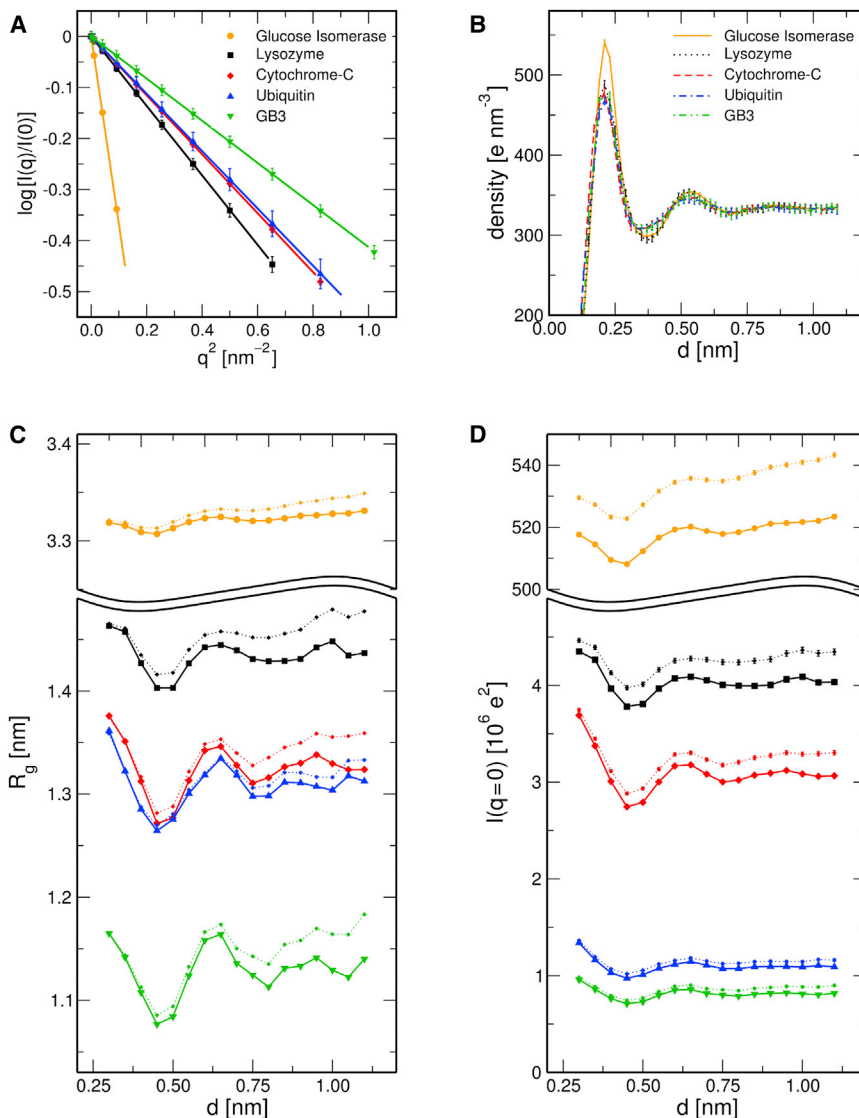 A
0
-0.1
-0.2
-0.3
-0.4
-0.5
log[I(q)/I(0)]
0.0 0.2 0.4 0.6 0.8 1.0
q² [nm⁻²]
Glucose Isomerase
Lysozyme
Cytochrome-C
Ubiquitin
GB3
B
500
450
400
350
300
250
200
density [e nm⁻³]
0.00 0.25 0.50 0.75 1.00
d [nm]
Glucose Isomerase
Lysozyme
Cytochrome-C
Ubiquitin
GB3
C
3.4
3.3
1.4
1.3
1.2
1.1
Rg [nm]
0.25 0.50 0.75 1.00
d [nm]
D
540
520
500
4
3
2
1
0
I(q=0) [10⁶ e²]
0.25 0.50 0.75 1.00
d [nm]